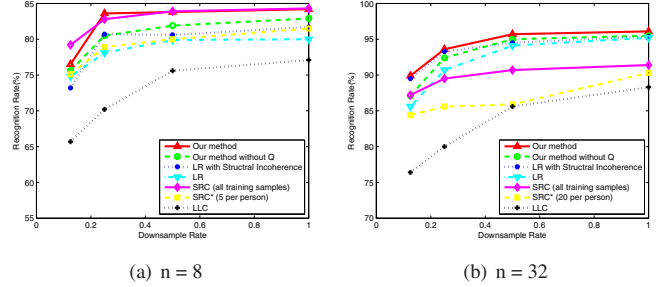 85
80
75
70
65
60
55
50
45
0
0.2
0.4
0.6
0.8
1
Downsample Rate
Recognition Rate(%)
Our method
Our method without Q
LR with Structral Incoherence
LR
SRC (all training samples)
SRC* (5 per person)
LLC
(a) n = 8
100
95
90
85
80
75
70
0
0.2
0.4
0.6
0.8
1
Downsample Rate
Recognition Rate(%)
Our method
Our method without Q
LR with Structral Incoherence
LR
SRC (all training samples)
SRC* (20 per person)
LLC
(b) n = 32